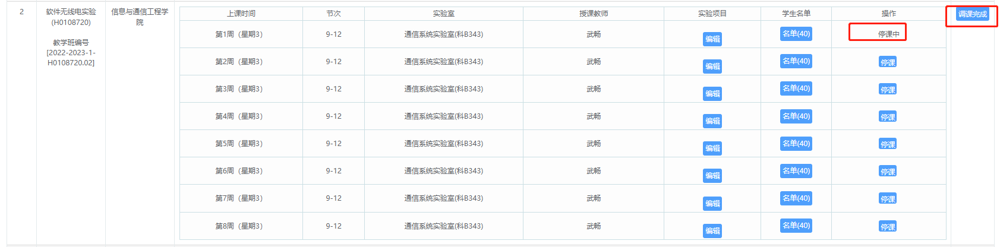 2
软件无线电实验
(H0108720)
教学班编号
[2022-2023-1-
H0108720.02]
信息与通信工程学
院
上课时间 节次 实验室 授课教师 实验项目 学生名单 操作
第1周（星期3） 9-12 通信系统实验室(科B343) 武畅 编辑 名单(40) 停课中
第2周（星期3） 9-12 通信系统实验室(科B343) 武畅 编辑 名单(40) 停课
第3周（星期3） 9-12 通信系统实验室(科B343) 武畅 编辑 名单(40) 停课
第4周（星期3） 9-12 通信系统实验室(科B343) 武畅 编辑 名单(40) 停课
第5周（星期3） 9-12 通信系统实验室(科B343) 武畅 编辑 名单(40) 停课
第6周（星期3） 9-12 通信系统实验室(科B343) 武畅 编辑 名单(40) 停课
第7周（星期3） 9-12 通信系统实验室(科B343) 武畅 编辑 名单(40) 停课
第8周（星期3） 9-12 通信系统实验室(科B343) 武畅 编辑 名单(40) 停课
调课完成